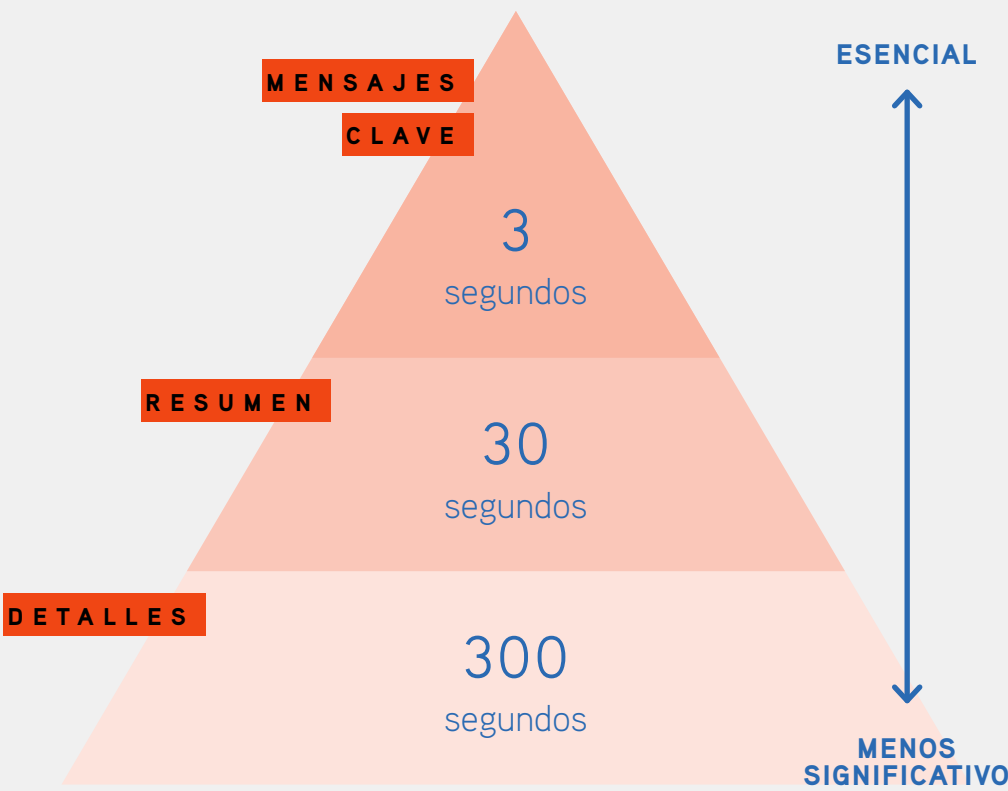 ESENCIAL
MENSAJES
CLAVE
3
segundos
RESUMEN
30
segundos
DETALLES
300
segundos
MENOS
SIGNIFICATIVO